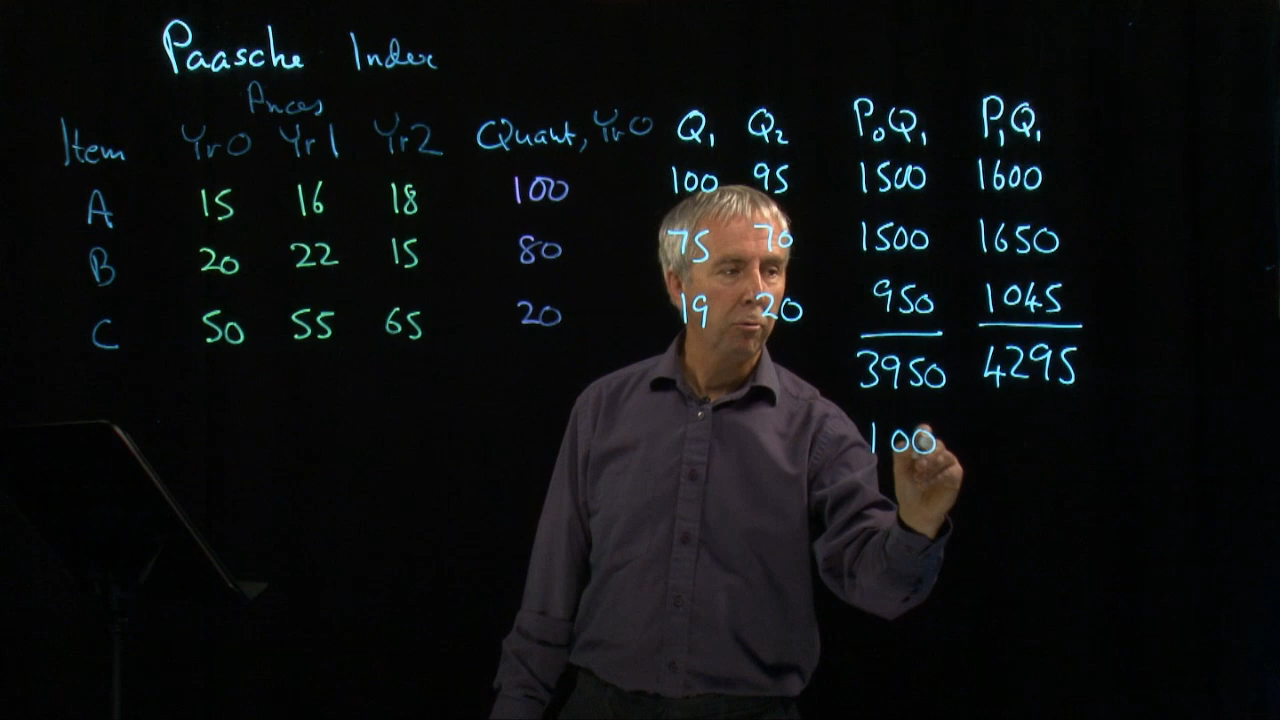 Paasche Index
Prices
Item Yr0 Yr1 Yr2 Quant, Yr0 Q₁ Q₂ P₀Q₁ P₁Q₁
A 15 16 18 100 100 95 1500 1600
B 20 22 15 80 75 70 1500 1650
C 50 55 65 20 19 20 950 1045
3950 4295
100